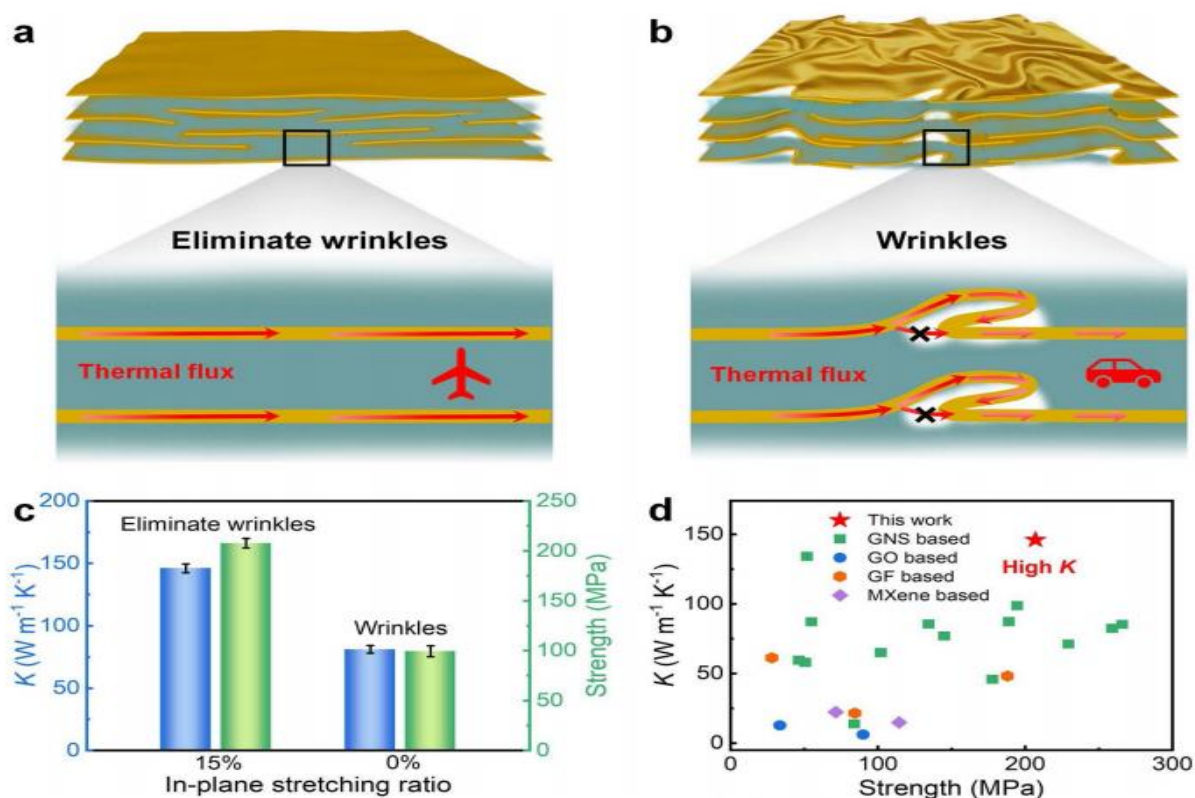 a
Eliminate wrinkles
Thermal flux
b
Wrinkles
Thermal flux
c
K (W m⁻¹ K⁻¹)
200
150
100
50
0
Eliminate wrinkles
Wrinkles
250
200
150
100
50
0
Strength (MPa)
15%
0%
In-plane stretching ratio
d
K (W m⁻¹ K⁻¹)
150
100
50
0
This work
GNS based
GO based
GF based
MXene based
High K
0
100
200
300
Strength (MPa)